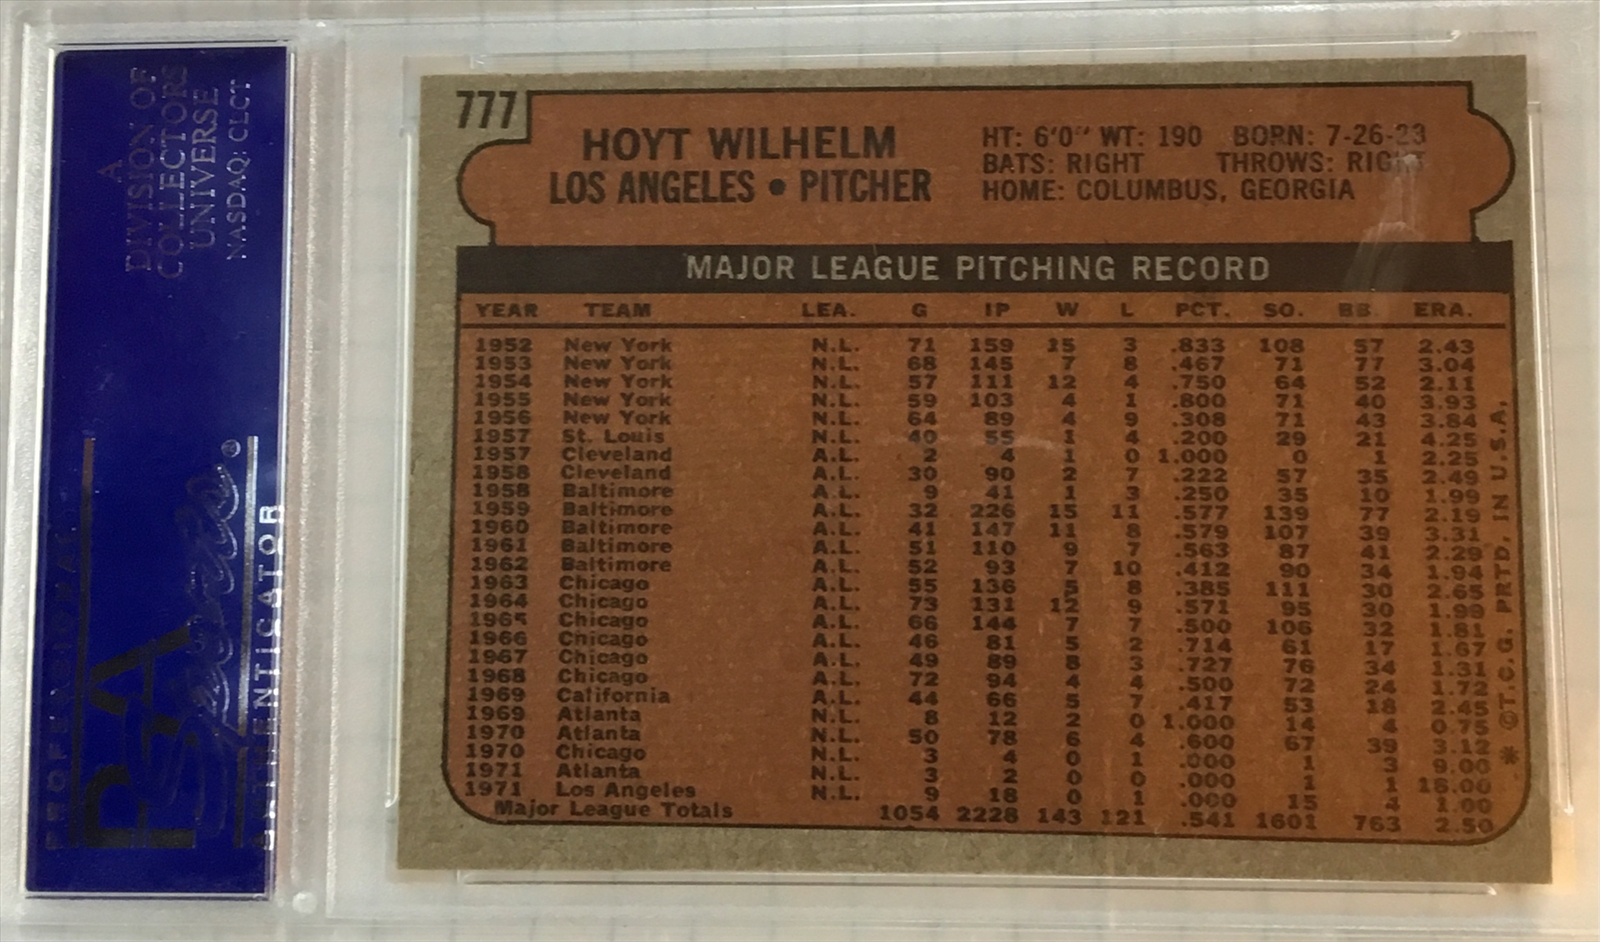 A
DIVISION OF
COLLECTORS
UNIVERSE
NASDAQ: CLCT
PROFESSIONAL
PSA
Sports®
AUTHENTICATOR
777
HOYT WILHELM
LOS ANGELES • PITCHER
HT: 6'0" WT: 190 BORN: 7-26-23
BATS: RIGHT THROWS: RIGHT
HOME: COLUMBUS, GEORGIA
MAJOR LEAGUE PITCHING RECORD
YEAR TEAM LEA. G IP W L PCT. SO. BB. ERA.
1952 New York N.L. 71 159 15 3 .833 108 57 2.43
1953 New York N.L. 68 145 7 8 .467 71 77 3.04
1954 New York N.L. 57 111 12 4 .750 64 52 2.11
1955 New York N.L. 59 103 4 1 .800 71 40 3.93
1956 New York N.L. 64 89 4 9 .308 71 43 3.84
1957 St. Louis N.L. 40 55 1 4 .200 29 21 4.25
1957 Cleveland A.L. 2 4 1 0 1.000 0 1 2.25
1958 Cleveland A.L. 30 90 2 7 .222 57 35 2.49
1958 Baltimore A.L. 9 41 1 3 .250 35 10 1.99
1959 Baltimore A.L. 32 226 15 11 .577 139 77 2.19
1960 Baltimore A.L. 41 147 11 8 .579 107 39 3.31
1961 Baltimore A.L. 51 110 9 7 .563 87 41 2.29
1962 Baltimore A.L. 52 93 7 10 .412 90 34 1.94
1963 Chicago A.L. 55 136 5 8 .385 111 30 2.65
1964 Chicago A.L. 73 131 12 9 .571 95 30 1.99
1965 Chicago A.L. 66 144 7 7 .500 106 32 1.81
1966 Chicago A.L. 46 81 5 2 .714 61 17 1.67
1967 Chicago A.L. 49 89 8 3 .727 76 34 1.31
1968 Chicago A.L. 72 94 4 4 .500 72 24 1.72
1969 California A.L. 44 66 5 7 .417 53 18 2.45
1969 Atlanta N.L. 8 12 2 0 1.000 14 4 0.75
1970 Atlanta N.L. 50 78 6 4 .600 67 39 3.12
1970 Chicago N.L. 3 4 0 1 .000 1 3 9.00
1971 Atlanta N.L. 3 2 0 0 .000 1 1 18.00
1971 Los Angeles N.L. 9 18 0 1 .000 15 4 1.00
Major League Totals 1054 2228 143 121 .541 1601 763 2.50
* ©T.C.G. PRTD. IN U.S.A.